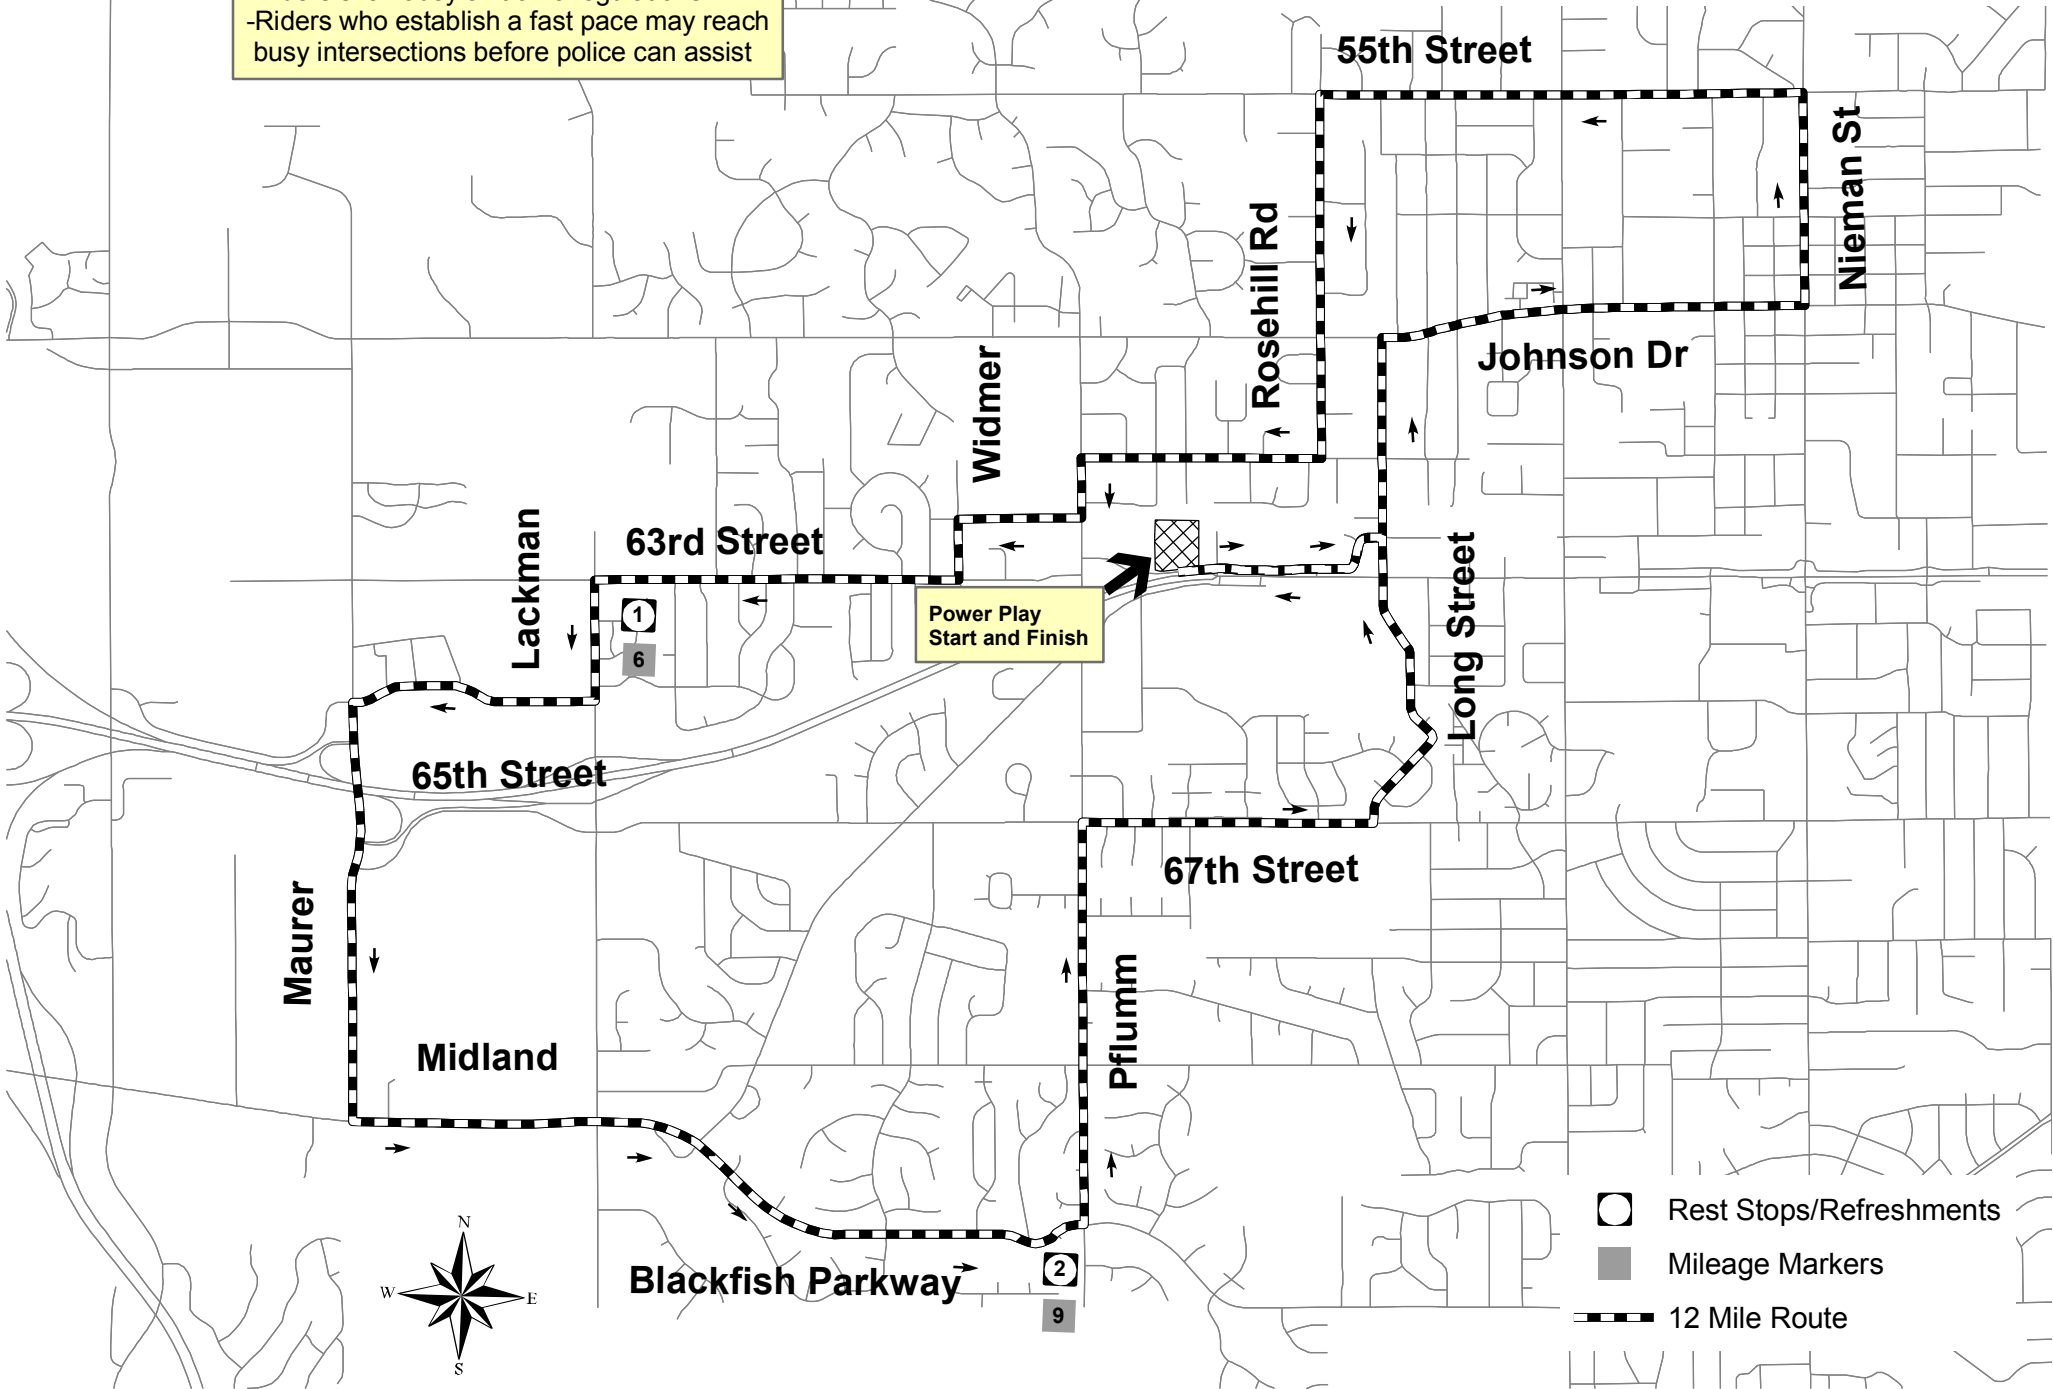 -Riders who establish a fast pace may reach
busy intersections before police can assist
55th Street
Nieman St
Rosehill Rd
Johnson Dr
Widmer
63rd Street
Lackman
1
6
Power Play
Start and Finish
Long Street
65th Street
67th Street
Maurer
Midland
Pflumm
Blackfish Parkway
2
9
N
W
E
S
Rest Stops/Refreshments
Mileage Markers
12 Mile Route